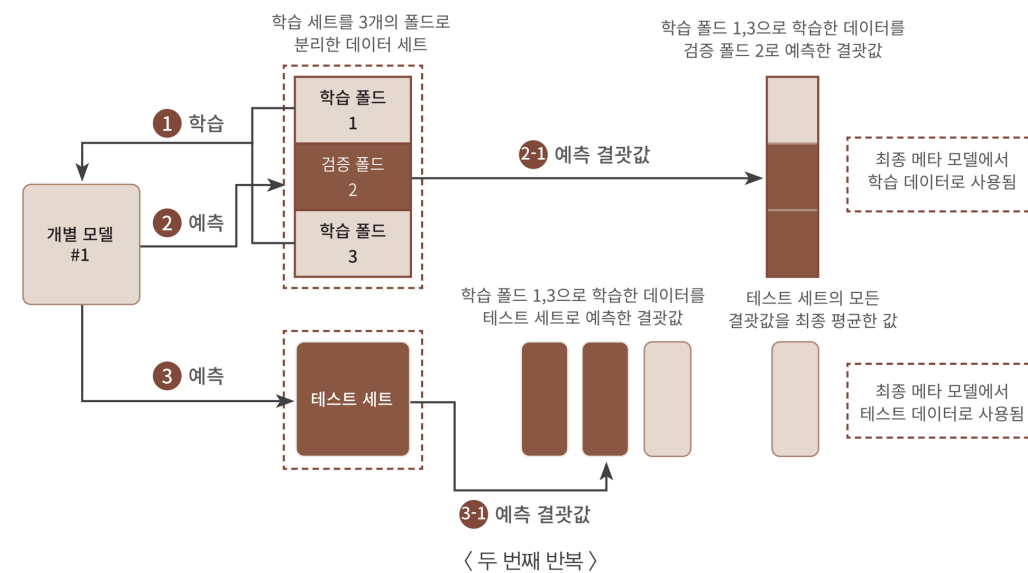 학습 세트를 3개의 폴드로
분리한 데이터 세트
학습 폴드 1,3으로 학습한 데이터를
검증 폴드 2로 예측한 결괏값
학습 폴드
1
1 학습
검증 폴드
2
2-1 예측 결괏값
최종 메타 모델에서
학습 데이터로 사용됨
개별 모델
#1
2 예측
학습 폴드
3
학습 폴드 1,3으로 학습한 데이터를
테스트 세트로 예측한 결괏값
테스트 세트의 모든
결괏값을 최종 평균한 값
3 예측
테스트 세트
최종 메타 모델에서
테스트 데이터로 사용됨
3-1 예측 결괏값
〈 두 번째 반복 〉